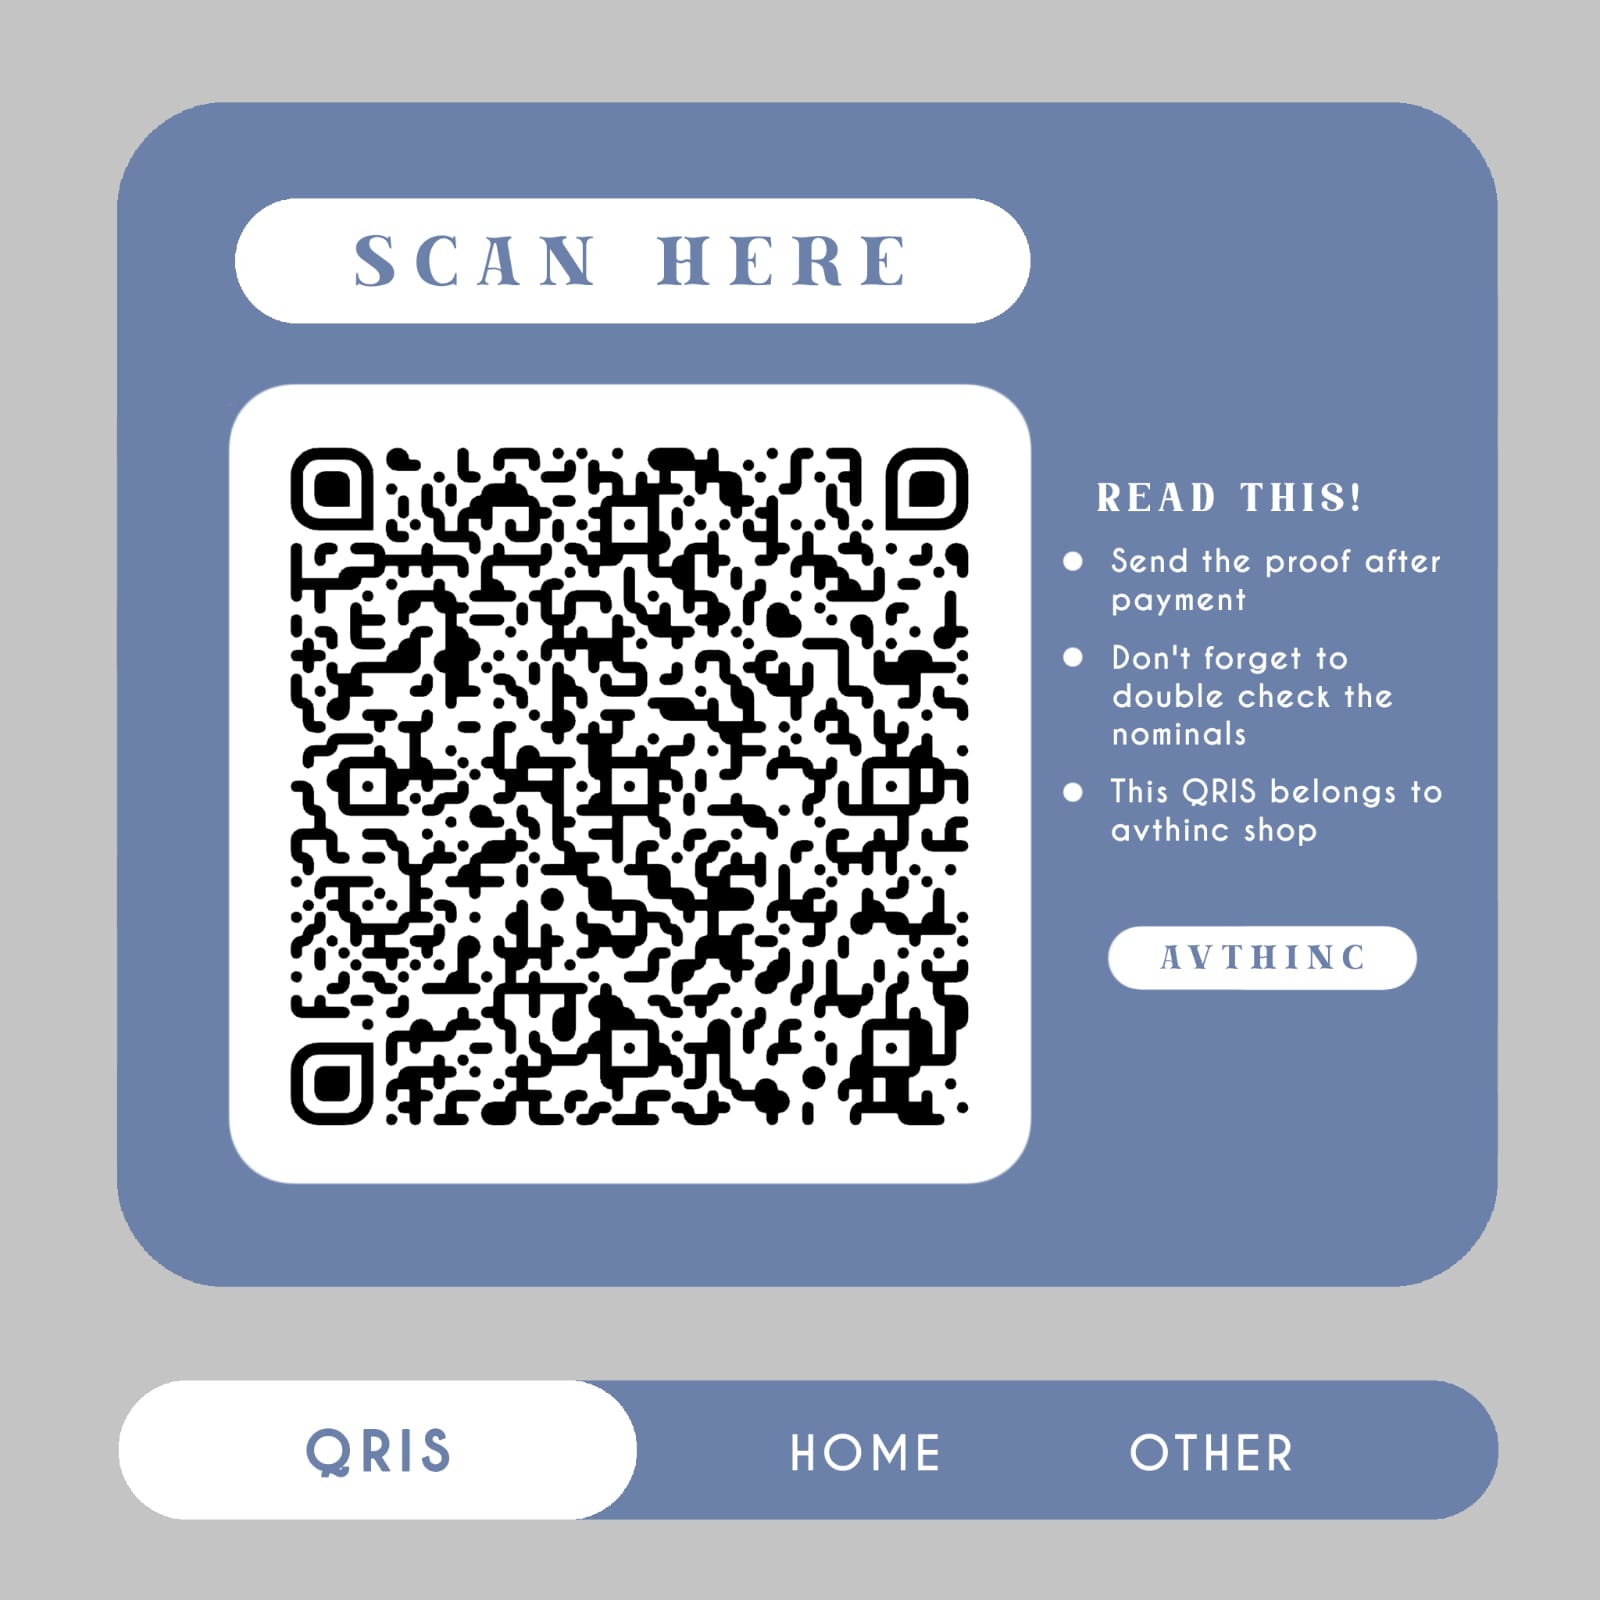 SCAN HERE
READ THIS!
Send the proof after
payment
Don't forget to
double check the
nominals
This QRIS belongs to
avthinc shop
AVTHINC
QRIS
HOME
OTHER